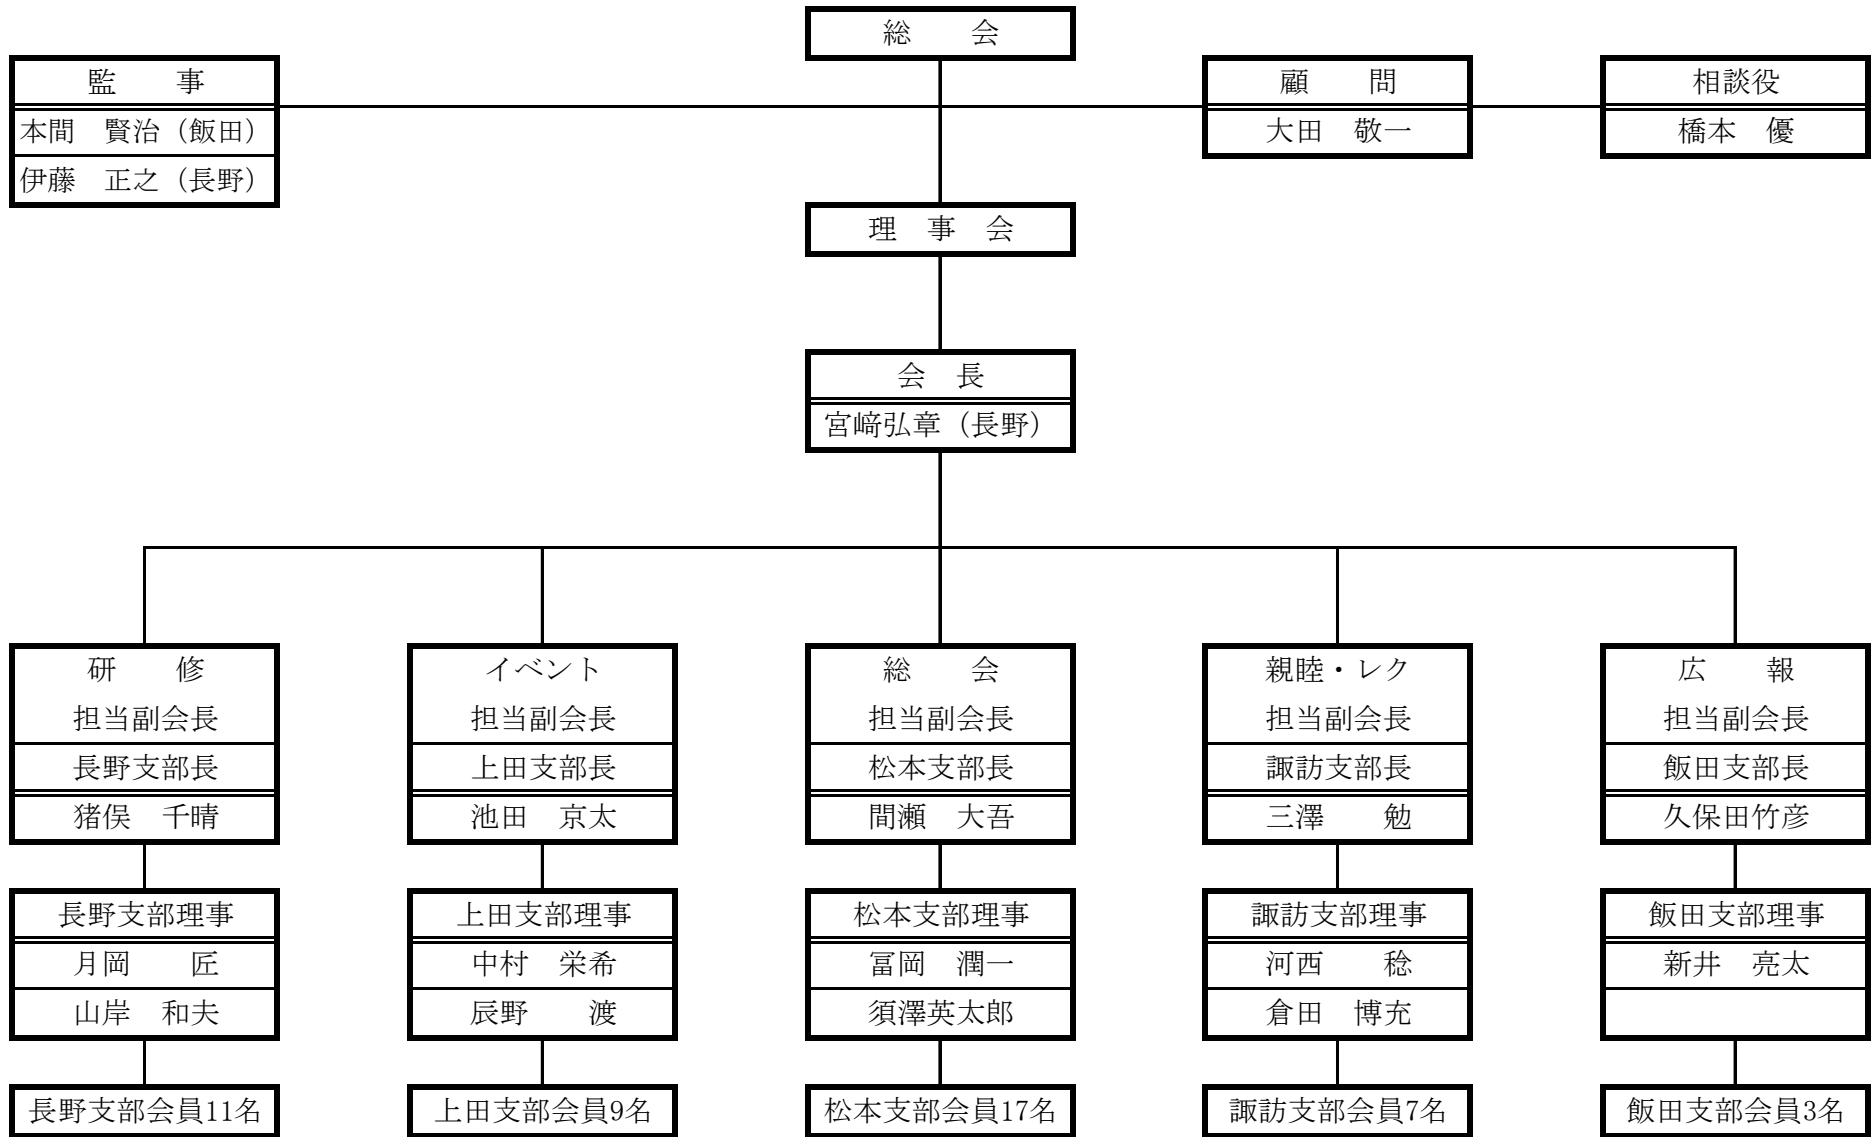 総　　会
監　　事
本間　賢治（飯田）
伊藤　正之（長野）
顧　　問
大田　敬一
相談役
橋本　優
理　事　会
会　長
宮﨑弘章（長野）
研　　修
担当副会長
長野支部長
猪俣　千晴
イベント
担当副会長
上田支部長
池田　京太
総　　会
担当副会長
松本支部長
間瀬　大吾
親睦・レク
担当副会長
諏訪支部長
三澤　　勉
広　　報
担当副会長
飯田支部長
久保田竹彦
長野支部理事
月岡　　匠
山岸　和夫
上田支部理事
中村　栄希
辰野　　渡
松本支部理事
冨岡　潤一
須澤英太郎
諏訪支部理事
河西　　稔
倉田　博充
飯田支部理事
新井　亮太
長野支部会員11名
上田支部会員9名
松本支部会員17名
諏訪支部会員7名
飯田支部会員3名